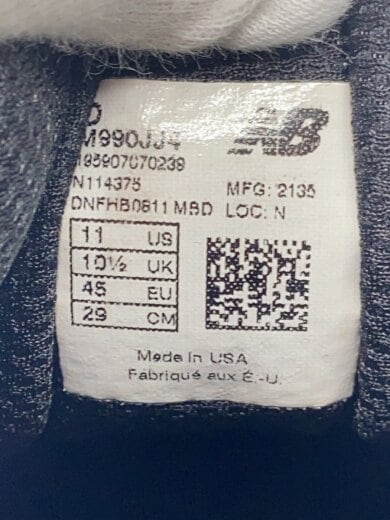 D
M990JJ4
195907070239
N114375
MFG: 2135
DNFHB0811 MBD LOC: N
NB
11 US
10½ UK
45 EU
29 CM
Made in USA
Fabriqué aux É.-U.